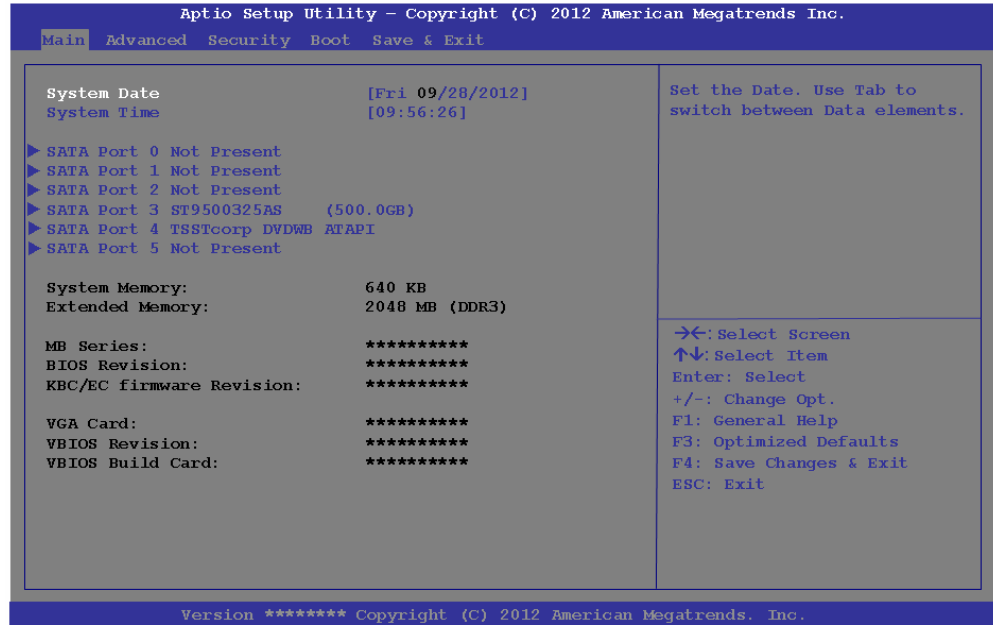 Aptio Setup Utility – Copyright (C) 2012 American Megatrends Inc.
Main Advanced Security Boot Save & Exit
System Date [Fri 09/28/2012]
System Time [09:56:26]
▶ SATA Port 0 Not Present
▶ SATA Port 1 Not Present
▶ SATA Port 2 Not Present
▶ SATA Port 3 ST9500325AS (500.0GB)
▶ SATA Port 4 TSSTcorp DVDWB ATAPI
▶ SATA Port 5 Not Present
System Memory: 640 KB
Extended Memory: 2048 MB (DDR3)
MB Series: **********
BIOS Revision: **********
KBC/EC firmware Revision: **********
VGA Card: **********
VBIOS Revision: **********
VBIOS Build Card: **********
Set the Date. Use Tab to
switch between Data elements.
→←: Select Screen
↑↓: Select Item
Enter: Select
+/-: Change Opt.
F1: General Help
F3: Optimized Defaults
F4: Save Changes & Exit
ESC: Exit
Version ******** Copyright (C) 2012 American Megatrends. Inc.